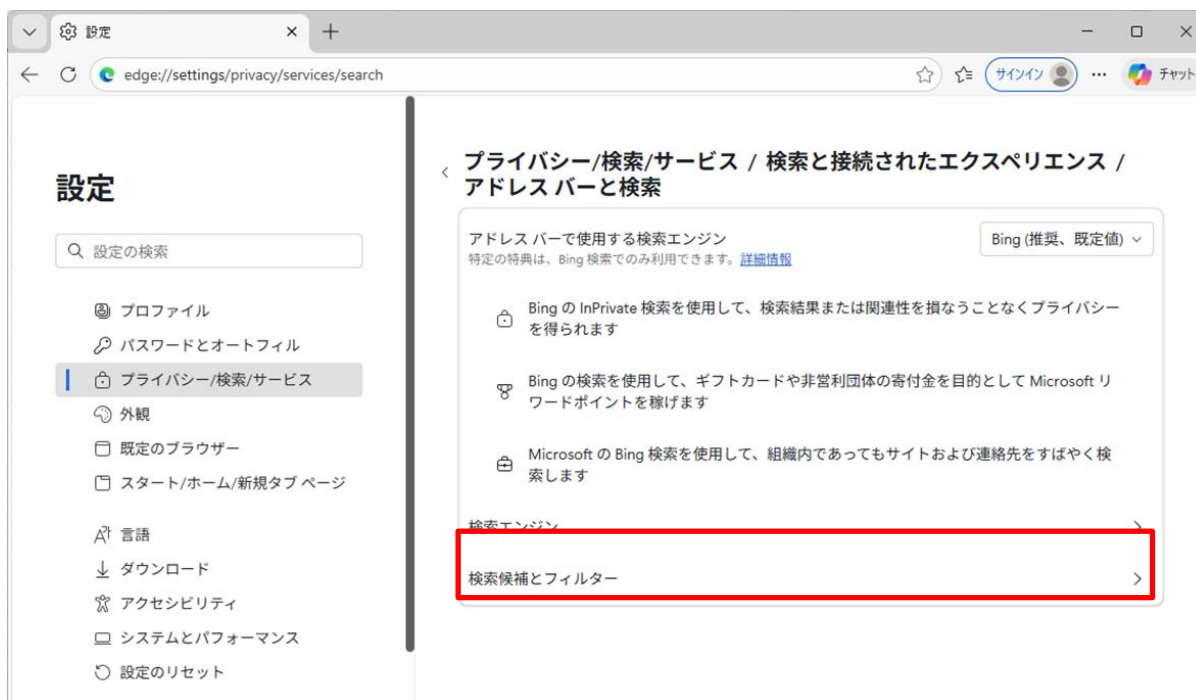 設定
edge://settings/privacy/services/search
サインイン
チャット
設定
設定の検索
プロファイル
パスワードとオートフィル
プライバシー/検索/サービス
外観
既定のブラウザー
スタート/ホーム/新規タブ ページ
言語
ダウンロード
アクセシビリティ
システムとパフォーマンス
設定のリセット
プライバシー/検索/サービス / 検索と接続されたエクスペリエンス /
アドレス バーと検索
アドレス バーで使用する検索エンジン
Bing (推奨、既定値)
特定の特典は、Bing 検索でのみ利用できます。詳細情報
Bing の InPrivate 検索を使用して、検索結果または関連性を損なうことなくプライバシー
を得られます
Bing の検索を使用して、ギフトカードや非営利団体の寄付金を目的として Microsoft リ
ワードポイントを稼げます
Microsoft の Bing 検索を使用して、組織内であってもサイトおよび連絡先をすばやく検
索します
検索エンジン
検索候補とフィルター